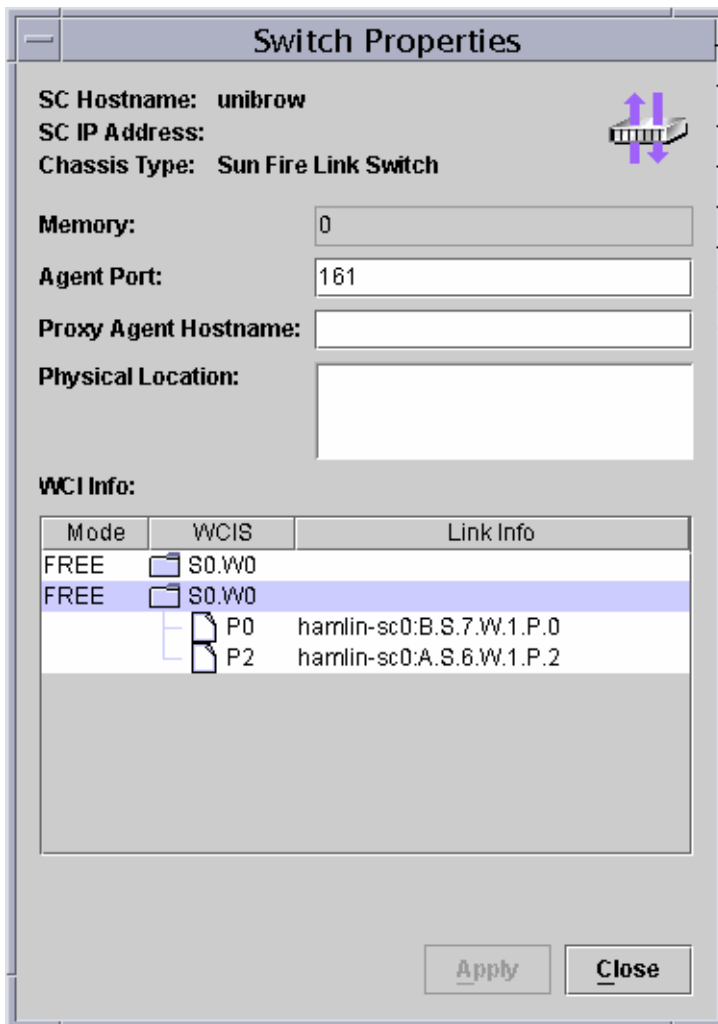 Switch Properties
SC Hostname: unibrow
SC IP Address:
Chassis Type: Sun Fire Link Switch
Memory: 0
Agent Port: 161
Proxy Agent Hostname:
Physical Location:
WCI Info:
Mode WCIS Link Info
FREE S0.W0
FREE S0.W0
P0 hamlin-sc0:B.S.7.W.1.P.0
P2 hamlin-sc0:A.S.6.W.1.P.2
Apply Close